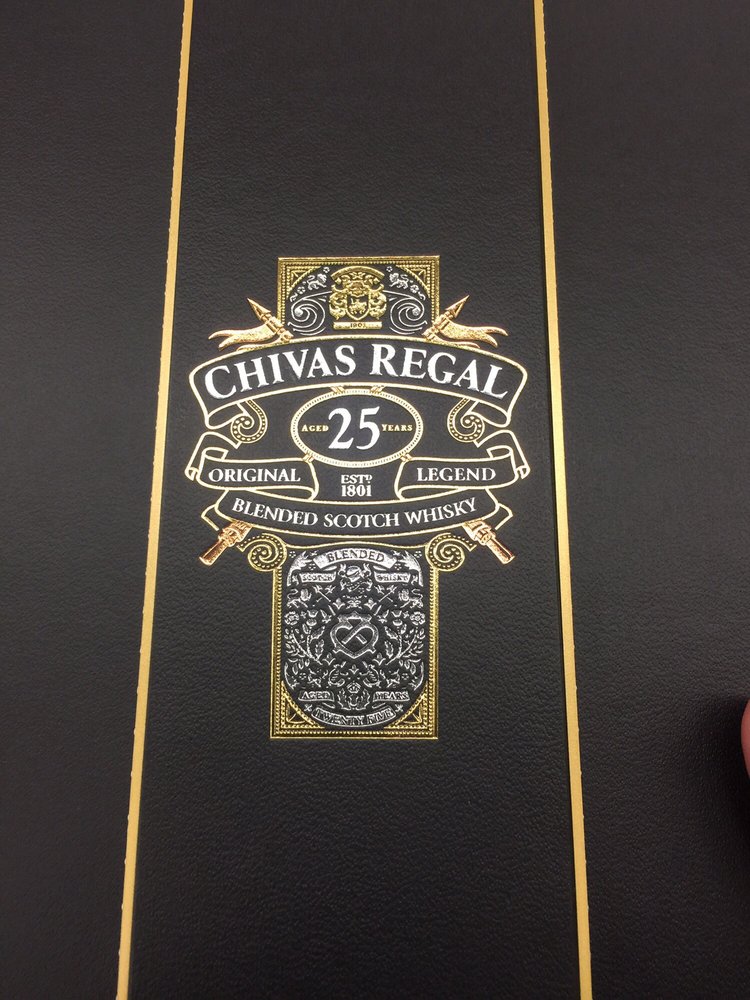 1801
CHIVAS REGAL
AGED 25 YEARS
ORIGINAL ESTD 1801 LEGEND
BLENDED SCOTCH WHISKY
BLENDED
SCOTCH WHISKY
AGED YEARS
TWENTY FIVE